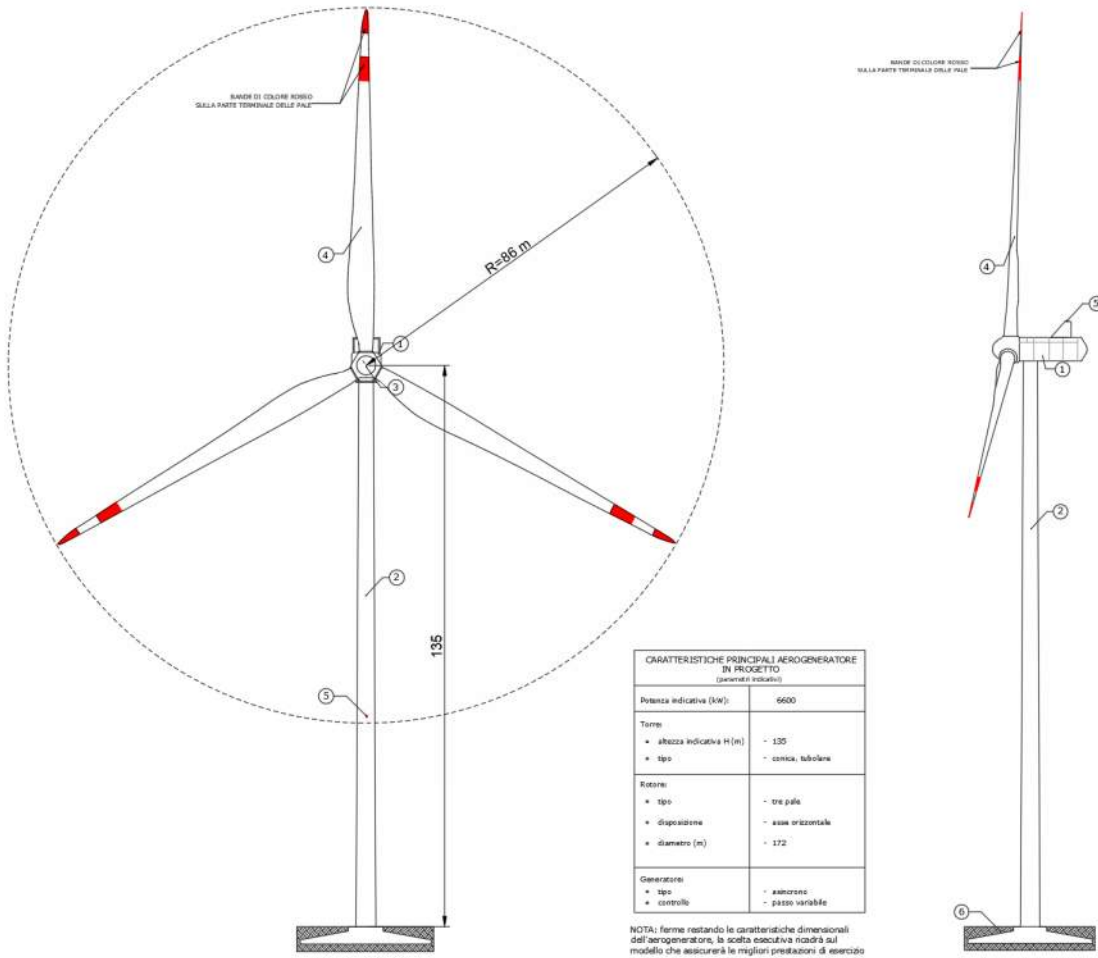 BANDE DI COLORE ROSSO
SULLA PARTE TERMINALE DELLE PALE
R=86 m
4
1
3
2
135
5
BANDE DI COLORE ROSSO
SULLA PARTE TERMINALE DELLE PALE
4
5
1
2
6
CARATTERISTICHE PRINCIPALI AEROGENERATORE
IN PROGETTO
(parametri indicativi)
Potenza indicativa (kW): 6600
Torre:
• altezza indicativa H (m) - 135
• tipo - conica, tubolare
Rotore:
• tipo - tre pale
• disposizione - asse orizzontale
• diametro (m) - 172
Generatore:
• tipo - asincrono
• controllo - passo variabile
NOTA: ferme restando le caratteristiche dimensionali
dell'aerogeneratore, la scelta esecutiva ricadrà sul
modello che assicurerà le migliori prestazioni di esercizio